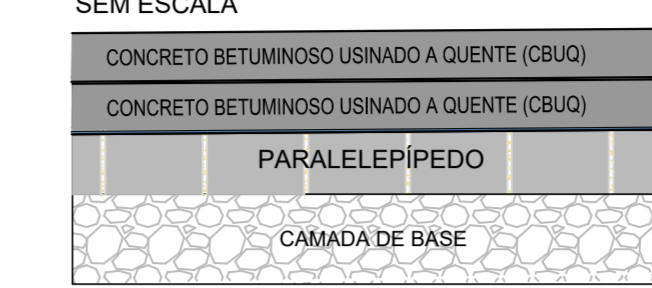 SEM ESCALA
CONCRETO BETUMINOSO USINADO A QUENTE (CBUQ)
CONCRETO BETUMINOSO USINADO A QUENTE (CBUQ)
PARALELEPÍPEDO
CAMADA DE BASE